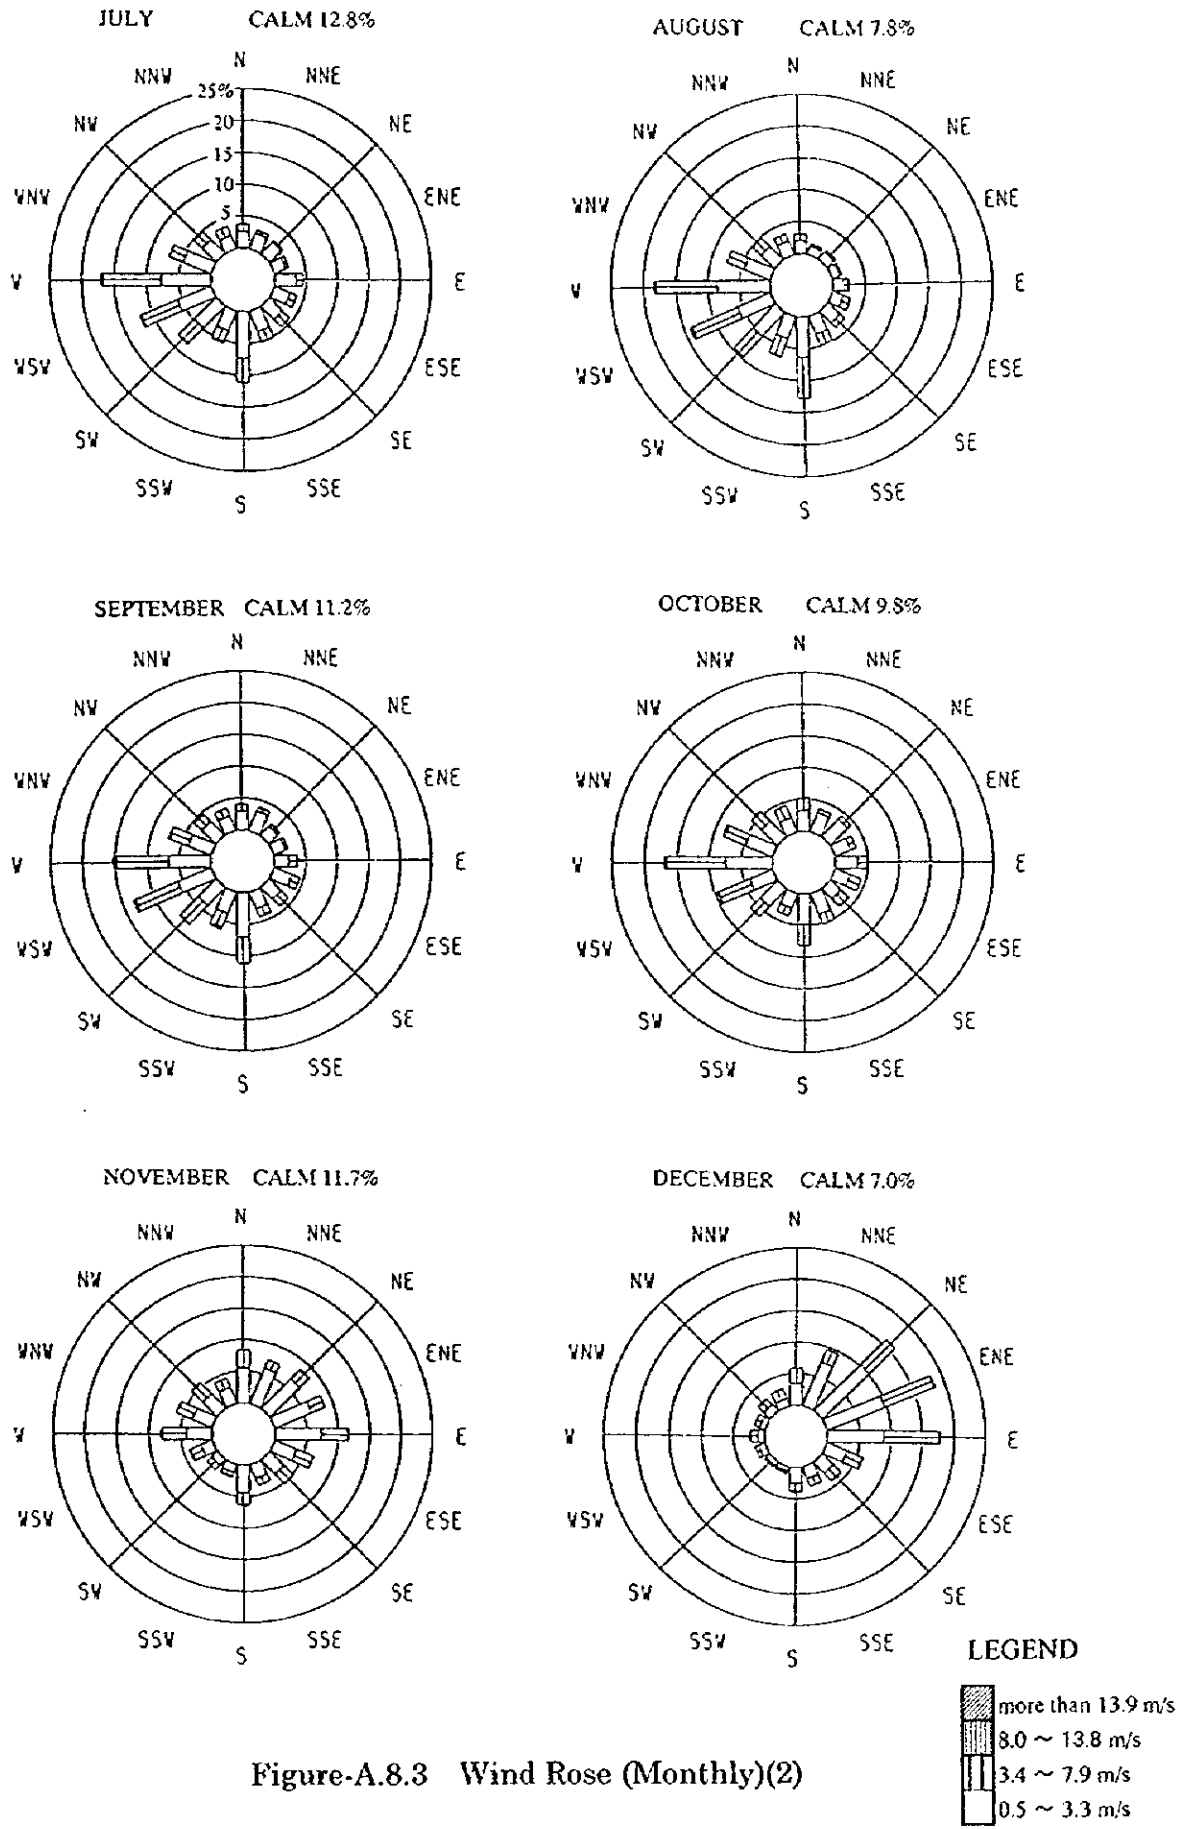 JULY CALM 12.8%
N
NNW NNE
25%
NW 20 NE
15
WNW 10 ENE
5
W E
WSW ESE
SW SE
SSW SSE
S
AUGUST CALM 7.8%
N
NNW NNE
NW NE
WNW ENE
W E
WSW ESE
SW SE
SSW SSE
S
SEPTEMBER CALM 11.2%
N
NNW NNE
NW NE
WNW ENE
W E
WSW ESE
SW SE
SSW SSE
S
OCTOBER CALM 9.8%
N
NNW NNE
NW NE
WNW ENE
W E
WSW ESE
SW SE
SSW SSE
S
NOVEMBER CALM 11.7%
N
NNW NNE
NW NE
WNW ENE
W E
WSW ESE
SW SE
SSW SSE
S
DECEMBER CALM 7.0%
N
NNW NNE
NW NE
WNW ENE
W E
WSW ESE
SW SE
SSW SSE
S
LEGEND
more than 13.9 m/s
8.0 ~ 13.8 m/s
3.4 ~ 7.9 m/s
0.5 ~ 3.3 m/s
Figure-A.8.3 Wind Rose (Monthly)(2)